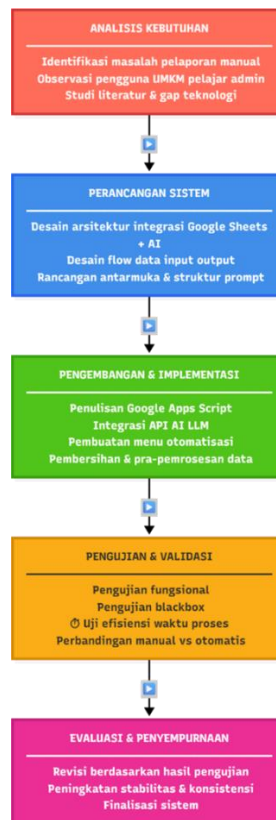 ANALISIS KEBUTUHAN
Identifikasi masalah pelaporan manual
Observasi pengguna UMKM pelajar admin
Studi literatur & gap teknologi
PERANCANGAN SISTEM
Desain arsitektur integrasi Google Sheets
+ AI
Desain flow data input output
Rancangan antarmuka & struktur prompt
PENGEMBANGAN & IMPLEMENTASI
Penulisan Google Apps Script
Integrasi API AI LLM
Pembuatan menu otomatisasi
Pembersihan & pra-pemrosesan data
PENGUJIAN & VALIDASI
Pengujian fungsional
Pengujian blackbox
⏱ Uji efisiensi waktu proses
Perbandingan manual vs otomatis
EVALUASI & PENYEMPURNAAN
Revisi berdasarkan hasil pengujian
Peningkatan stabilitas & konsistensi
Finalisasi sistem